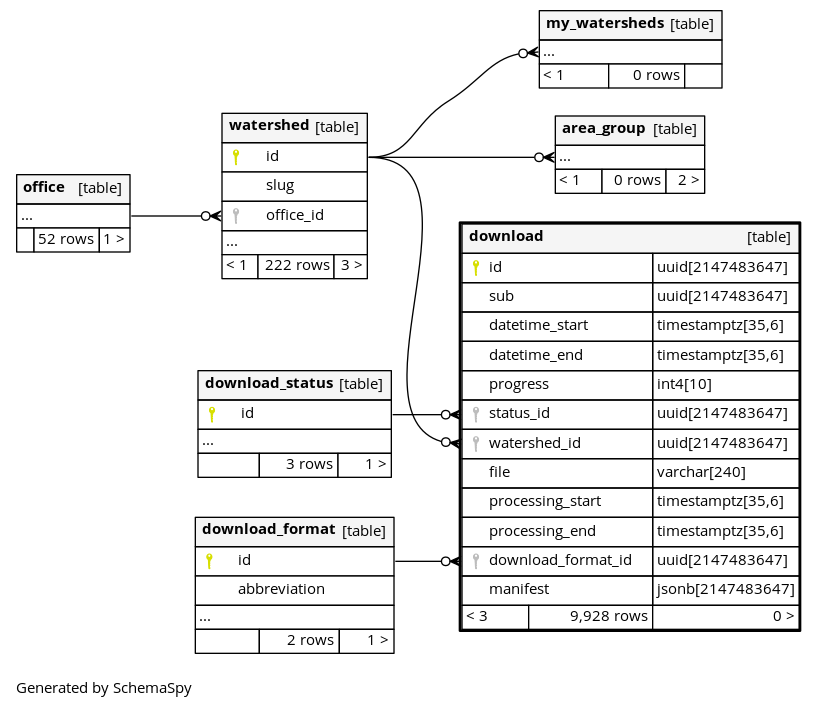 my_watersheds [table]
...
< 1 0 rows
watershed [table]
id
slug
office_id
...
< 1 222 rows 3 >
area_group [table]
...
< 1 0 rows 2 >
office [table]
...
52 rows 1 >
download [table]
id uuid[2147483647]
sub uuid[2147483647]
datetime_start timestamptz[35,6]
datetime_end timestamptz[35,6]
progress int4[10]
status_id uuid[2147483647]
watershed_id uuid[2147483647]
file varchar[240]
processing_start timestamptz[35,6]
processing_end timestamptz[35,6]
download_format_id uuid[2147483647]
manifest jsonb[2147483647]
< 3 9,928 rows 0 >
download_status [table]
id
...
3 rows 1 >
download_format [table]
id
abbreviation
...
2 rows 1 >
Generated by SchemaSpy